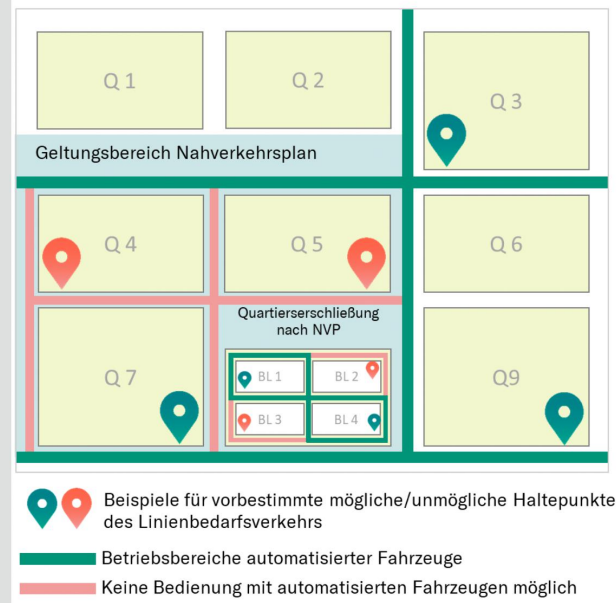 Q 1
Q 2
Q 3
Geltungsbereich Nahverkehrsplan
Q 4
Q 5
Q 6
Quartierserschließung
nach NVP
Q 7
BL 1
BL 2
BL 3
BL 4
Q9
Beispiele für vorbestimmte mögliche/unmögliche Haltepunkte
des Linienbedarfsverkehrs
Betriebsbereiche automatisierter Fahrzeuge
Keine Bedienung mit automatisierten Fahrzeugen möglich